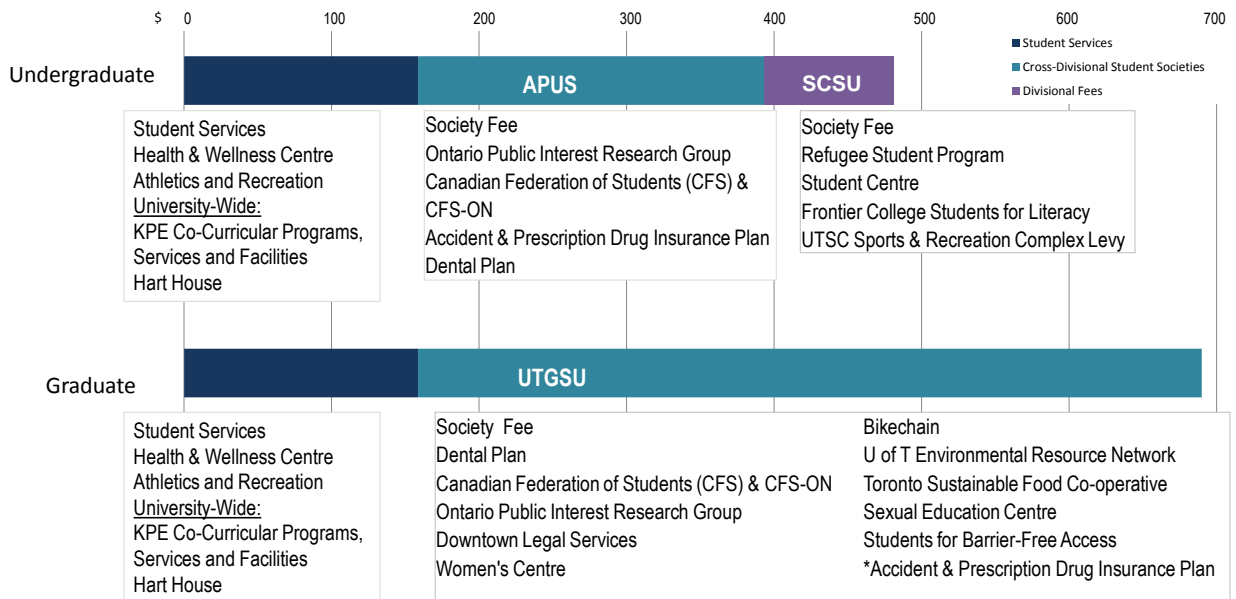 $ 0 100 200 300 400 500 600 700
Student Services
Cross-Divisional Student Societies
Divisional Fees
Undergraduate
APUS
SCSU
Student Services
Health & Wellness Centre
Athletics and Recreation
University-Wide:
KPE Co-Curricular Programs,
Services and Facilities
Hart House
Society Fee
Ontario Public Interest Research Group
Canadian Federation of Students (CFS) &
CFS-ON
Accident & Prescription Drug Insurance Plan
Dental Plan
Society Fee
Refugee Student Program
Student Centre
Frontier College Students for Literacy
UTSC Sports & Recreation Complex Levy
Graduate
UTGSU
Student Services
Health & Wellness Centre
Athletics and Recreation
University-Wide:
KPE Co-Curricular Programs,
Services and Facilities
Hart House
Society Fee
Dental Plan
Canadian Federation of Students (CFS) & CFS-ON
Ontario Public Interest Research Group
Downtown Legal Services
Women's Centre
Bikechain
U of T Environmental Resource Network
Toronto Sustainable Food Co-operative
Sexual Education Centre
Students for Barrier-Free Access
*Accident & Prescription Drug Insurance Plan